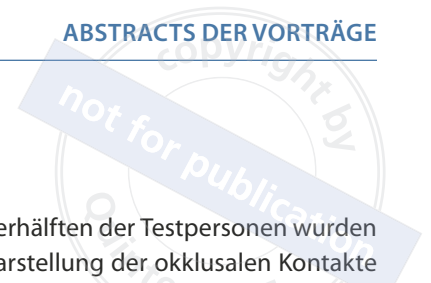 ABSTRACTS DER VORTRÄGE
copyright by
not for publication
erhälften der Testpersonen wurden
arstellung der okklusalen Kontakte